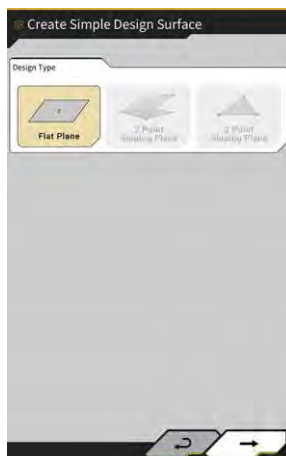 Create Simple Design Surface
Design Type
Flat Plane
2 Point
Sloping Plane
3 Point
Sloping Plane